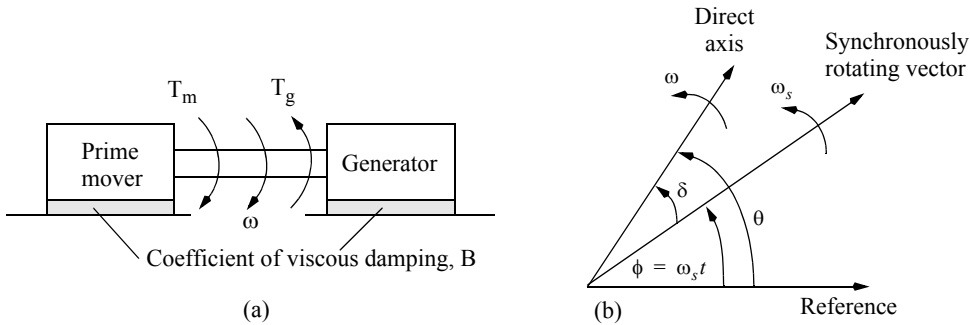 T_m
T_g
Prime
mover
Generator
ω
Coefficient of viscous damping, B
(a)
Direct
axis
Synchronously
rotating vector
ω
ω_s
δ
θ
ϕ = ω_s t
Reference
(b)